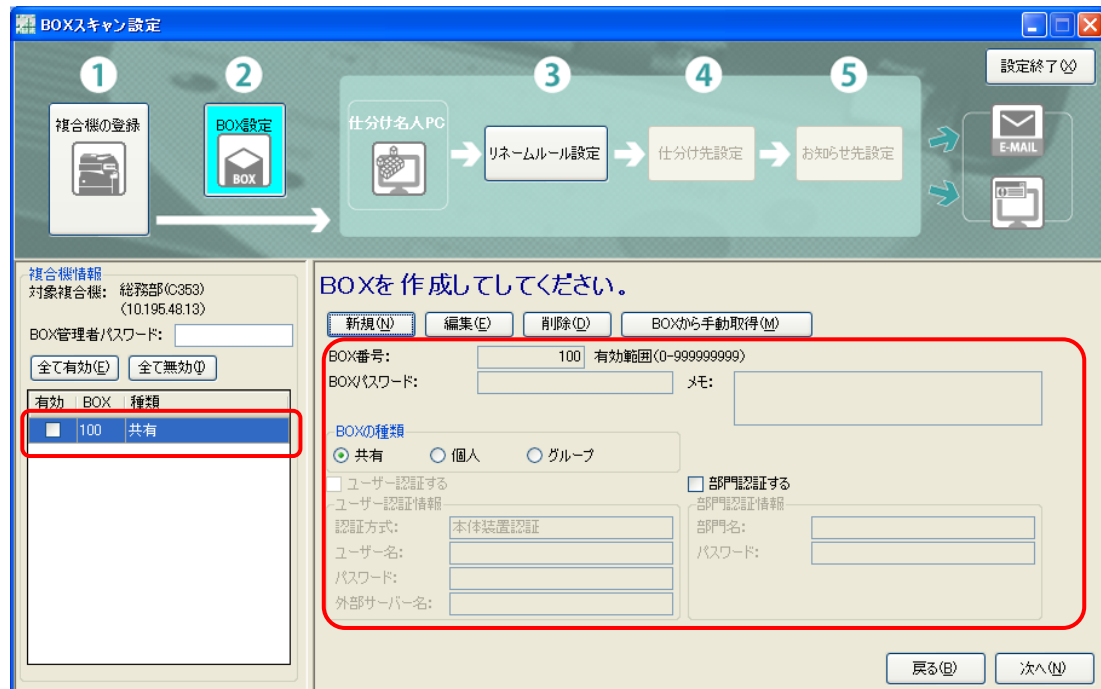 BOXスキャン設定
設定終了(X)
1
2
3
4
5
複合機の登録
BOX設定
BOX
仕分け名人PC
リネームルール設定
仕分け先設定
お知らせ先設定
E-MAIL
複合機情報
対象複合機: 総務部(C353)
(10.195.48.13)
BOX管理者パスワード:
全て有効(E) 全て無効(I)
有効 BOX 種類
100 共有
BOXを作成してしてください。
新規(N) 編集(E) 削除(D) BOXから手動取得(M)
BOX番号: 100 有効範囲(0-999999999)
BOXパスワード: メモ:
BOXの種類
共有 個人 グループ
ユーザー認証する 部門認証する
ユーザー認証情報 部門認証情報
認証方式: 本体装置認証 部門名:
ユーザー名: パスワード:
パスワード:
外部サーバー名:
戻る(B) 次へ(N)